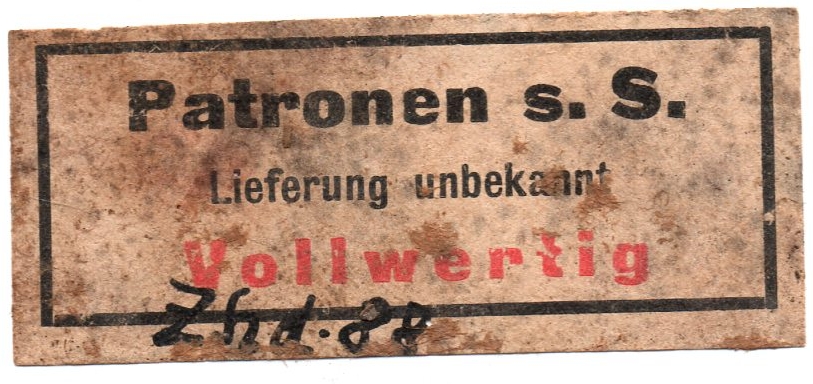 Patronen s. S.
Lieferung unbekannt
Vollwertig
Zhd. 88